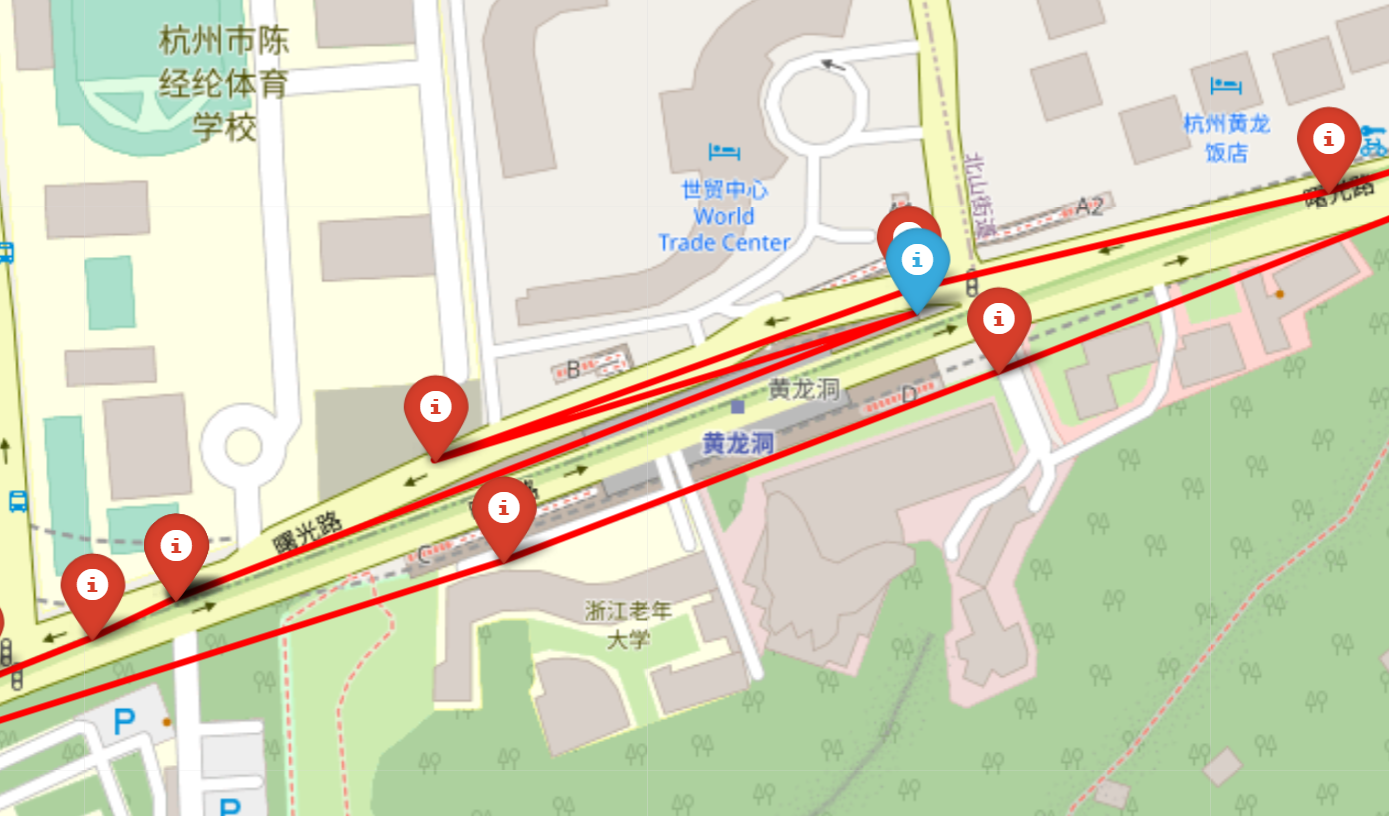 杭州市陈
经纶体育
学校
世贸中心
World
Trade Center
杭州黄龙
饭店
北山街道
A2
曙光路
B
黄龙洞
D
黄龙洞
曙光路
路
C
浙江老年
大学
P
P